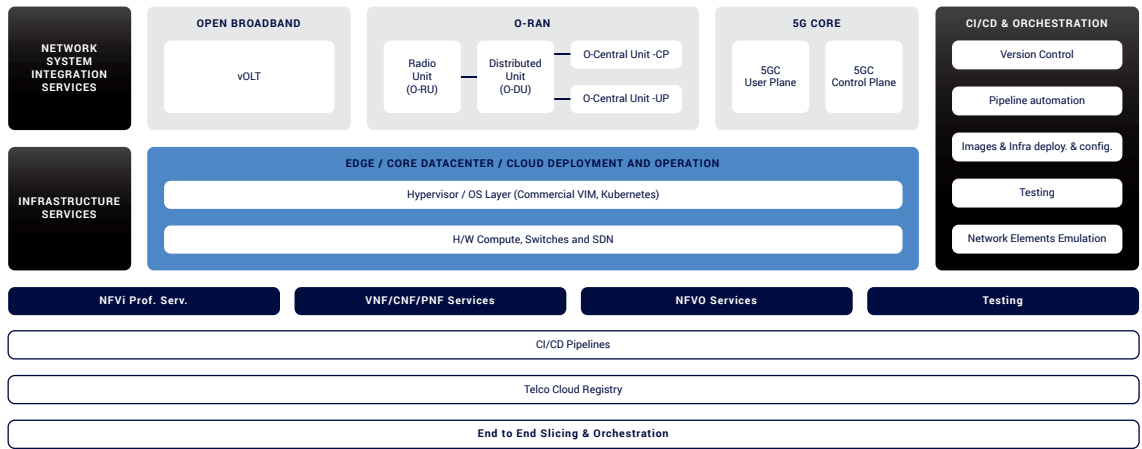 NETWORK
SYSTEM
INTEGRATION
SERVICES
OPEN BROADBAND
vOLT
O-RAN
Radio
Unit
(O-RU)
Distributed
Unit
(O-DU)
O-Central Unit -CP
O-Central Unit -UP
5G CORE
5GC
User Plane
5GC
Control Plane
CI/CD & ORCHESTRATION
Version Control
Pipeline automation
Images & Infra deploy. & config.
Testing
Network Elements Emulation
INFRASTRUCTURE
SERVICES
EDGE / CORE DATACENTER / CLOUD DEPLOYMENT AND OPERATION
Hypervisor / OS Layer (Commercial VIM, Kubernetes)
H/W Compute, Switches and SDN
NFVi Prof. Serv.
VNF/CNF/PNF Services
NFVO Services
Testing
CI/CD Pipelines
Telco Cloud Registry
End to End Slicing & Orchestration